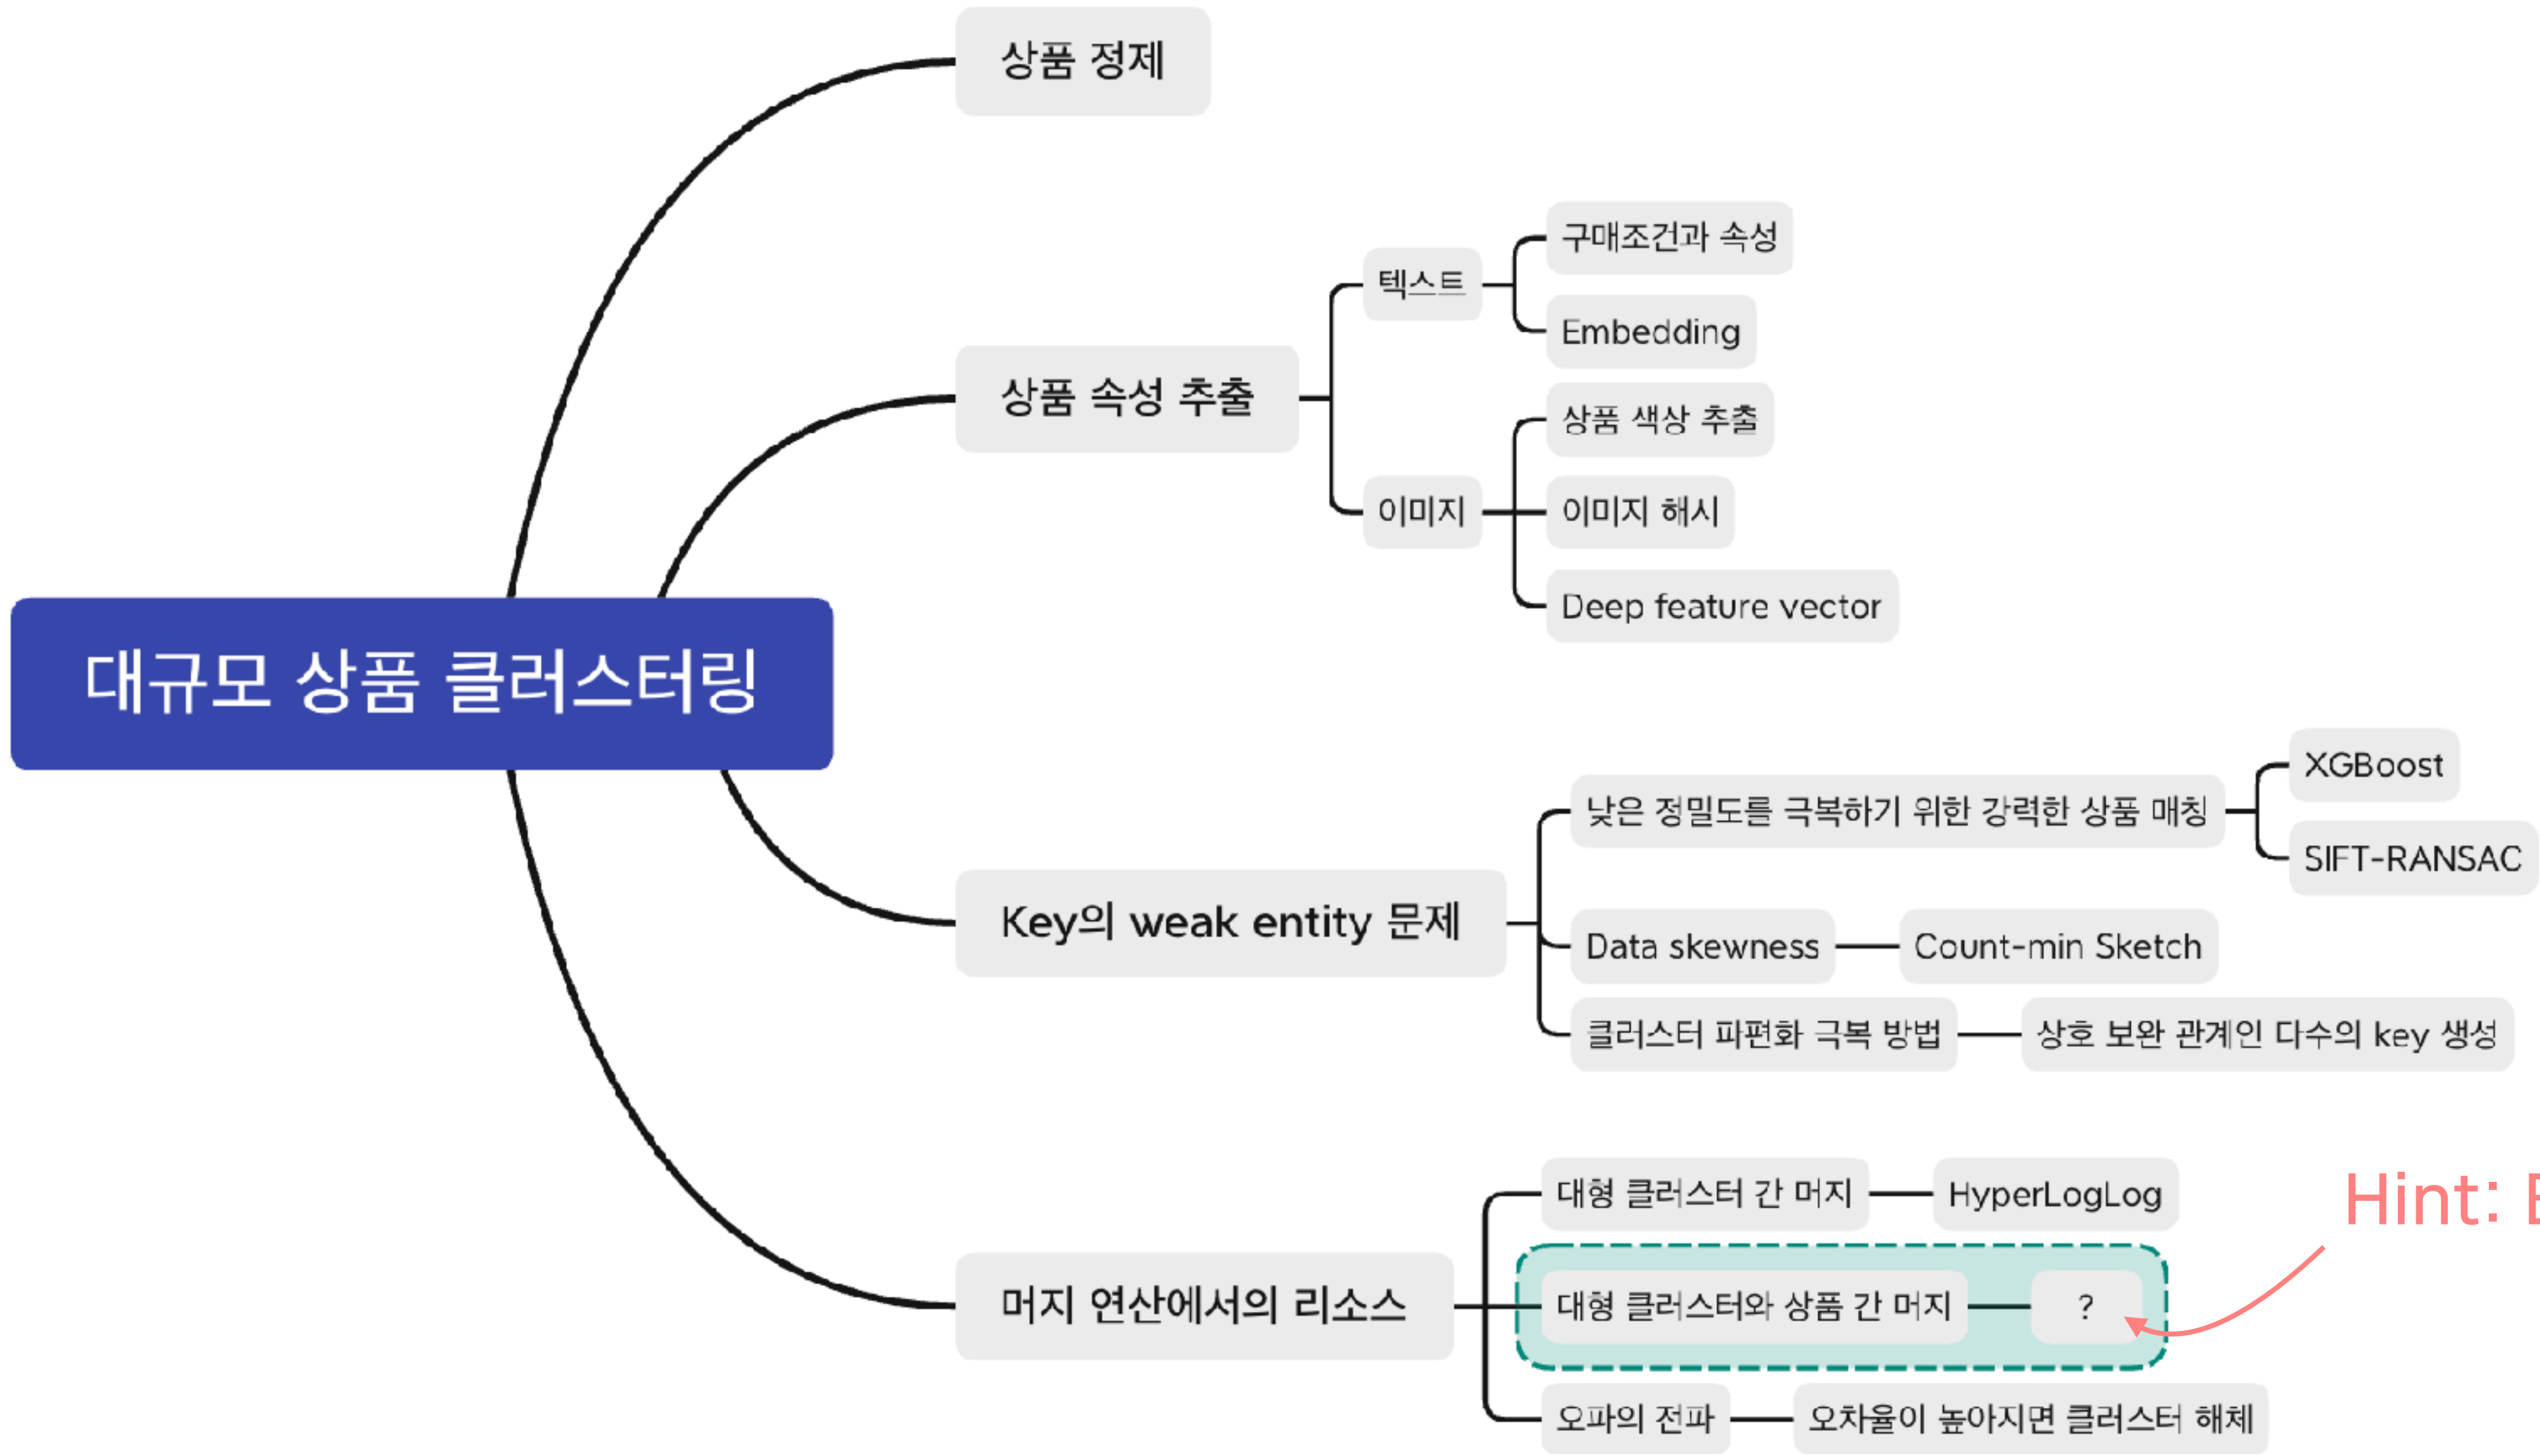 상품 정제
구매조건과 속성
텍스트
Embedding
상품 속성 추출
상품 색상 추출
이미지
이미지 해시
Deep feature vector
대규모 상품 클러스터링
XGBoost
낮은 정밀도를 극복하기 위한 강력한 상품 매칭
SIFT-RANSAC
Key의 weak entity 문제
Data skewness
Count-min Sketch
클러스터 파편화 극복 방법
상호 보완 관계인 다수의 key 생성
대형 클러스터 간 머지
HyperLogLog
Hint:
머지 연산에서의 리소스
대형 클러스터와 상품 간 머지
?
오파의 전파
오차율이 높아지면 클러스터 해체